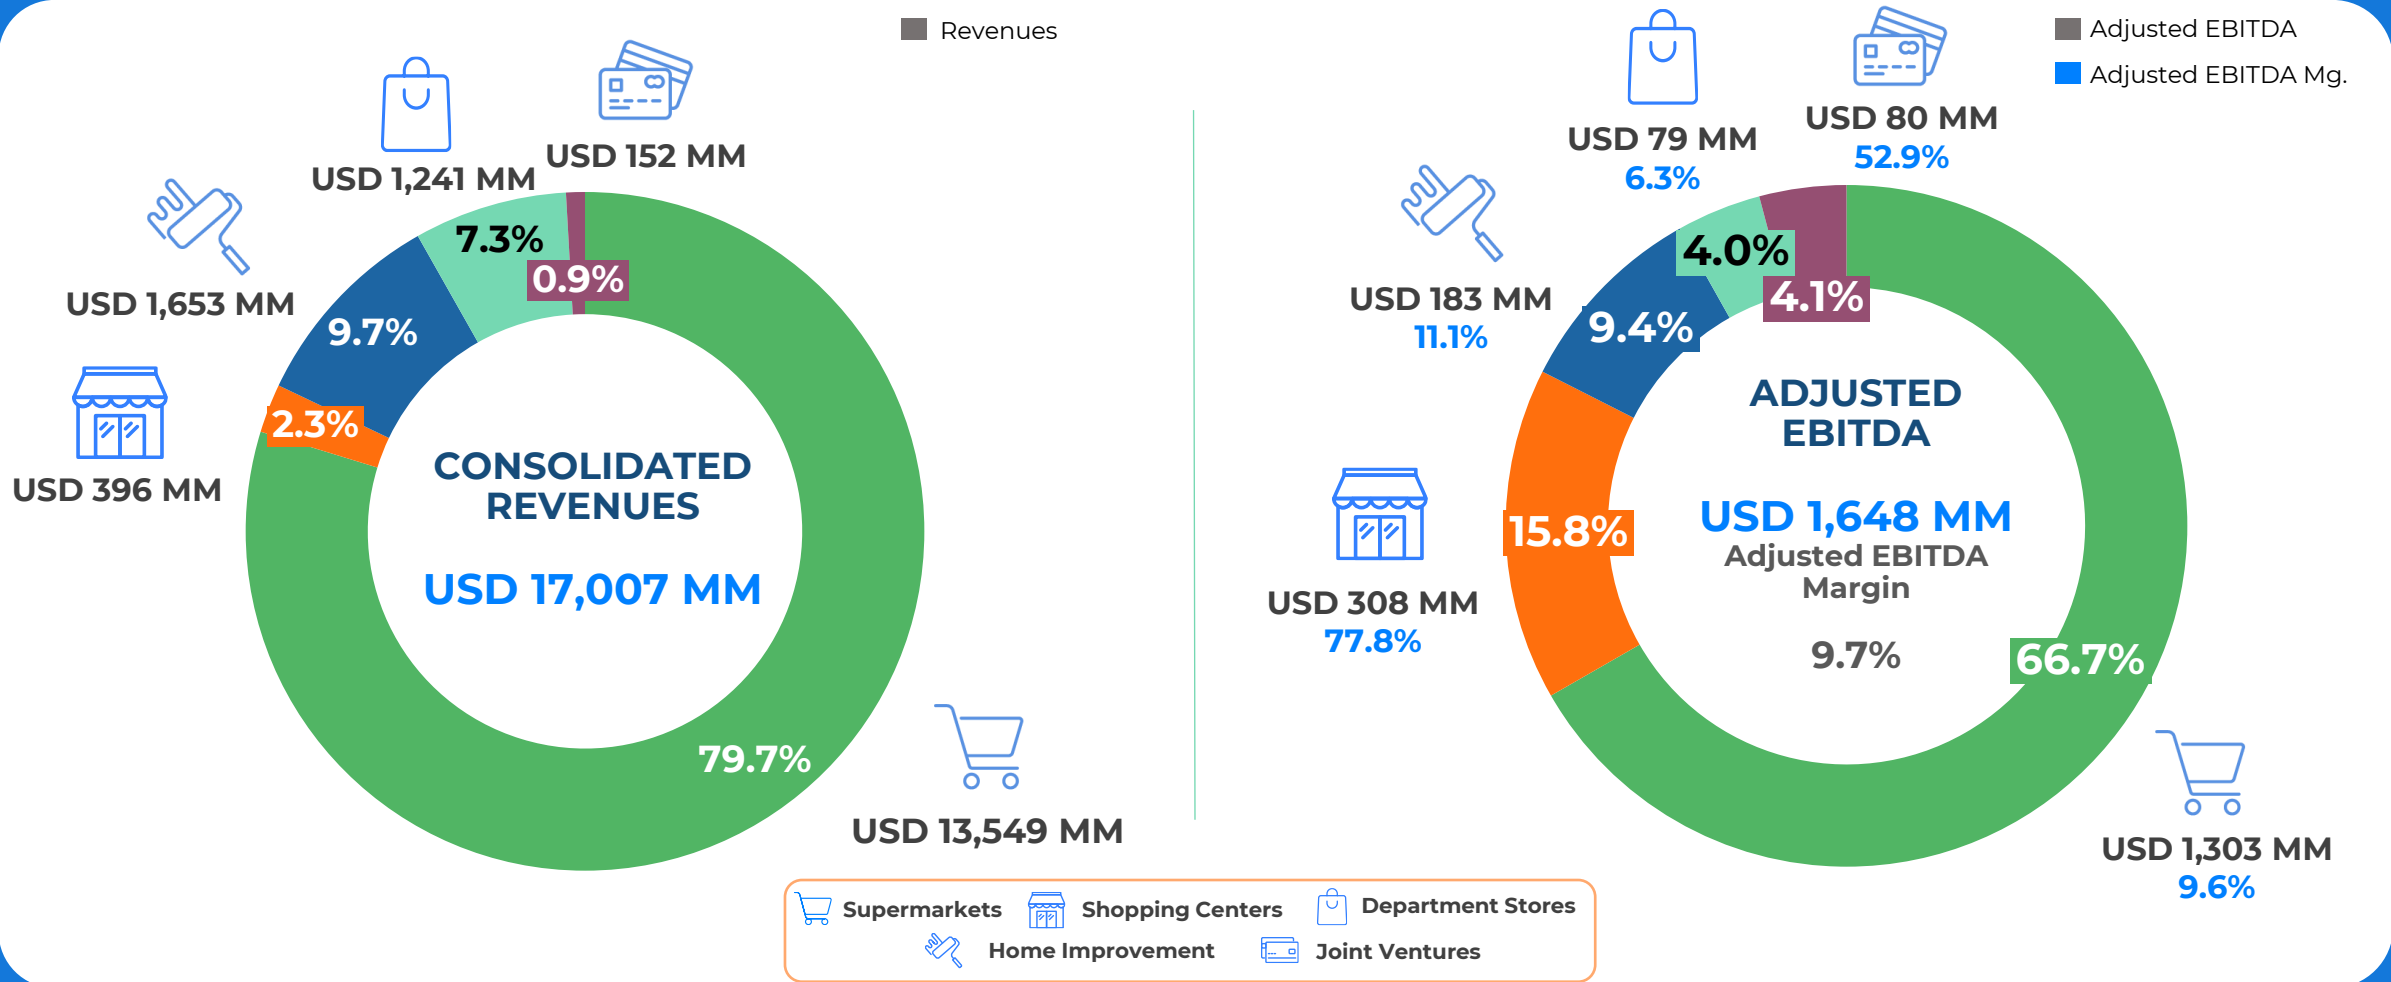 Revenues
USD 152 MM
USD 1,241 MM
7.3%
0.9%
USD 1,653 MM
9.7%
2.3%
USD 396 MM
CONSOLIDATED
REVENUES
USD 17,007 MM
79.7%
USD 13,549 MM
Adjusted EBITDA
Adjusted EBITDA Mg.
USD 80 MM
52.9%
USD 79 MM
6.3%
4.0%
4.1%
USD 183 MM
11.1%
9.4%
ADJUSTED
EBITDA
USD 1,648 MM
Adjusted EBITDA
Margin
9.7%
15.8%
USD 308 MM
77.8%
66.7%
USD 1,303 MM
9.6%
Supermarkets
Shopping Centers
Department Stores
Home Improvement
Joint Ventures